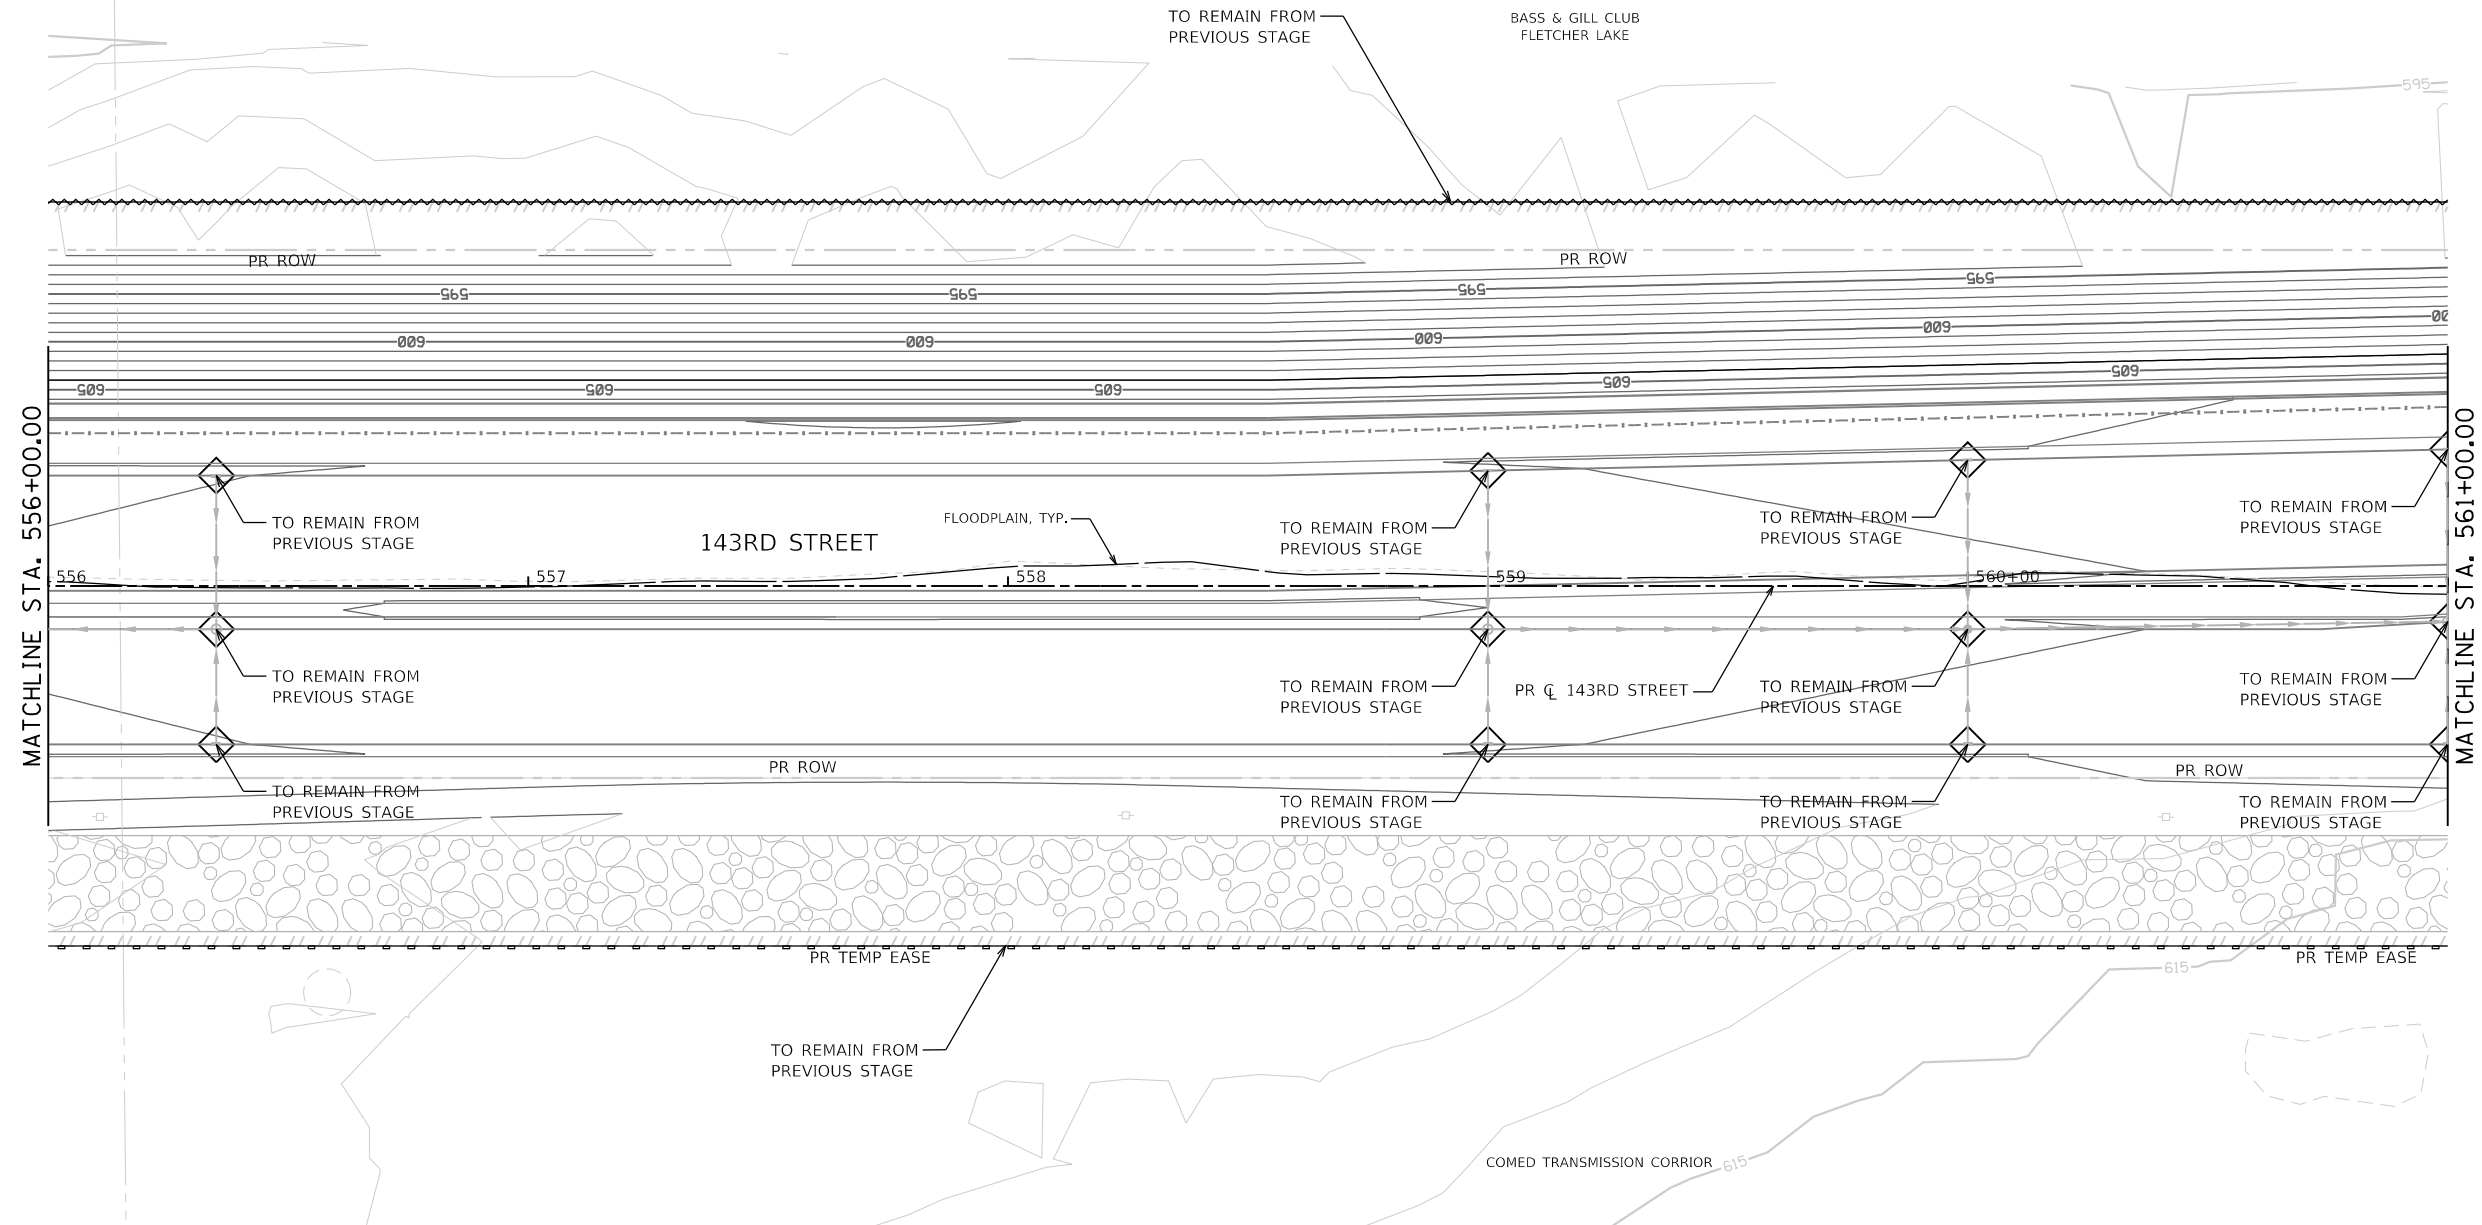 TO REMAIN FROM
PREVIOUS STAGE
BASS & GILL CLUB
FLETCHER LAKE
595
PR ROW
PR ROW
595
595
595
595
600
600
600
600
00
605
605
605
605
605
MATCHLINE STA. 556+00.00
MATCHLINE STA. 561+00.00
TO REMAIN FROM
PREVIOUS STAGE
FLOODPLAIN, TYP.
143RD STREET
TO REMAIN FROM
PREVIOUS STAGE
TO REMAIN FROM
PREVIOUS STAGE
TO REMAIN FROM
PREVIOUS STAGE
556
557
558
559
560+00
TO REMAIN FROM
PREVIOUS STAGE
TO REMAIN FROM
PREVIOUS STAGE
PR ℄ 143RD STREET
TO REMAIN FROM
PREVIOUS STAGE
TO REMAIN FROM
PREVIOUS STAGE
PR ROW
PR ROW
TO REMAIN FROM
PREVIOUS STAGE
TO REMAIN FROM
PREVIOUS STAGE
TO REMAIN FROM
PREVIOUS STAGE
TO REMAIN FROM
PREVIOUS STAGE
PR TEMP EASE
PR TEMP EASE
615
TO REMAIN FROM
PREVIOUS STAGE
COMED TRANSMISSION CORRIOR
615